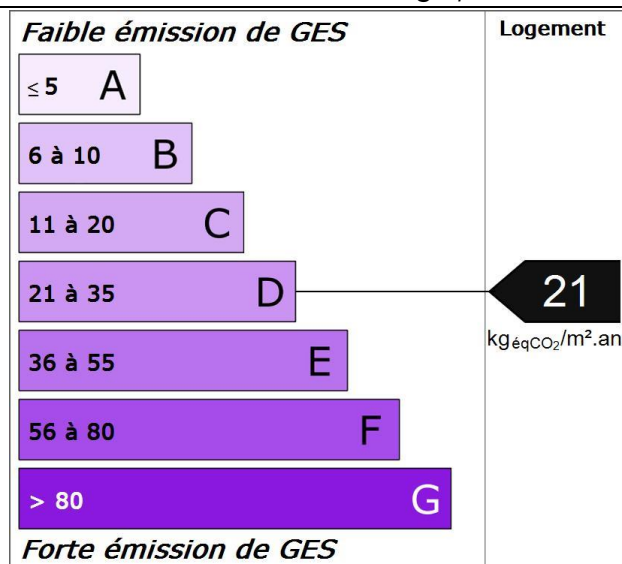 Faible émission de GES
Logement
≤ 5 A
6 à 10 B
11 à 20 C
21 à 35 D
21
kgéqCO₂/m².an
36 à 55 E
56 à 80 F
> 80 G
Forte émission de GES